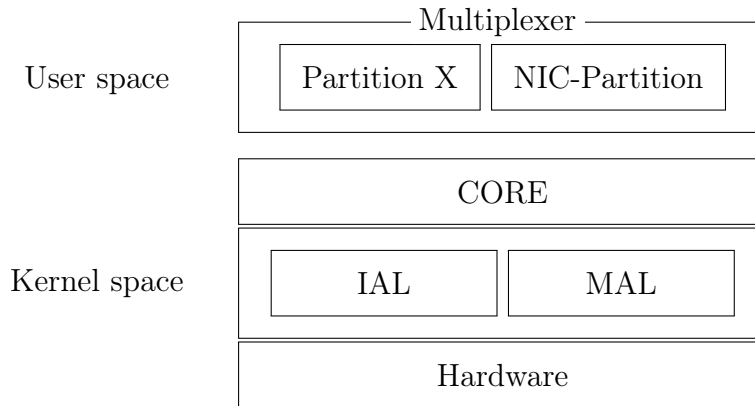 Multiplexer
User space
Partition X
NIC-Partition
CORE
Kernel space
IAL
MAL
Hardware